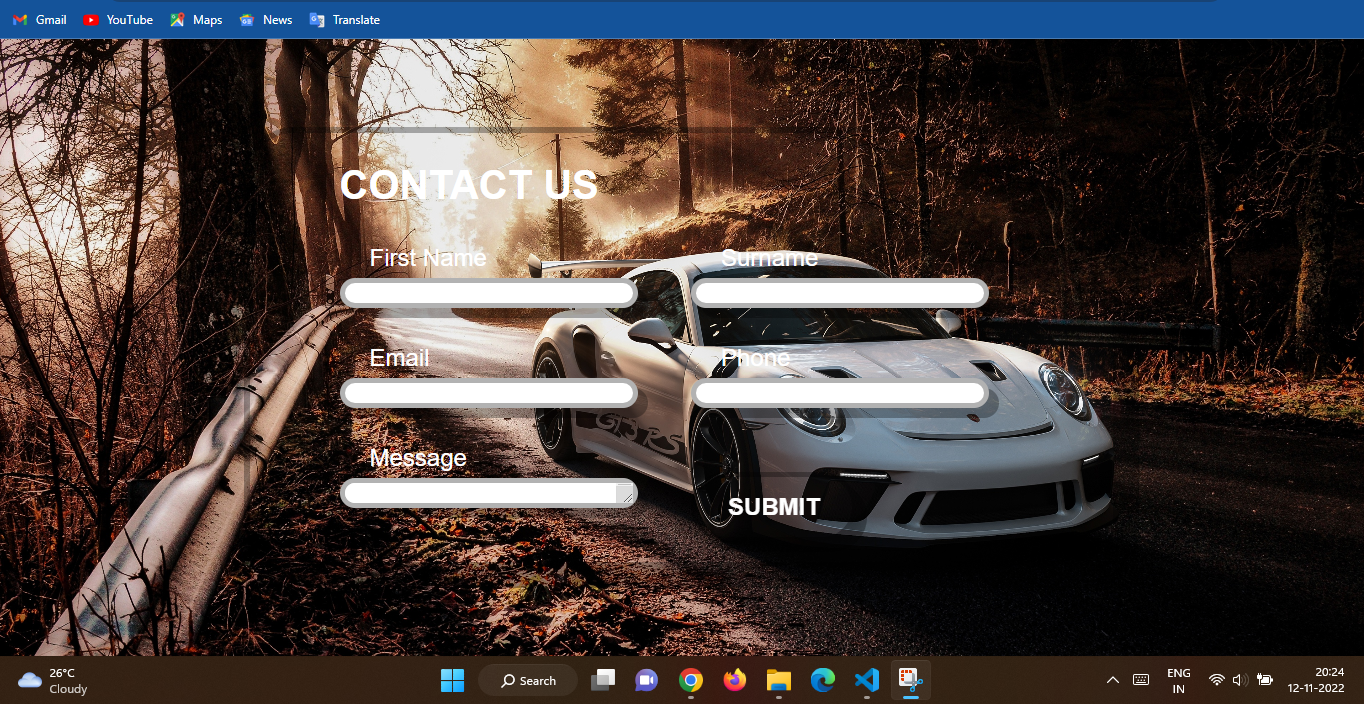 Gmail YouTube Maps News Translate
CONTACT US
First Name Surname
Email Phone
GT3 RS
Message
SUBMIT
26°C
Cloudy
Search
ENG
IN
20:24
12-11-2022